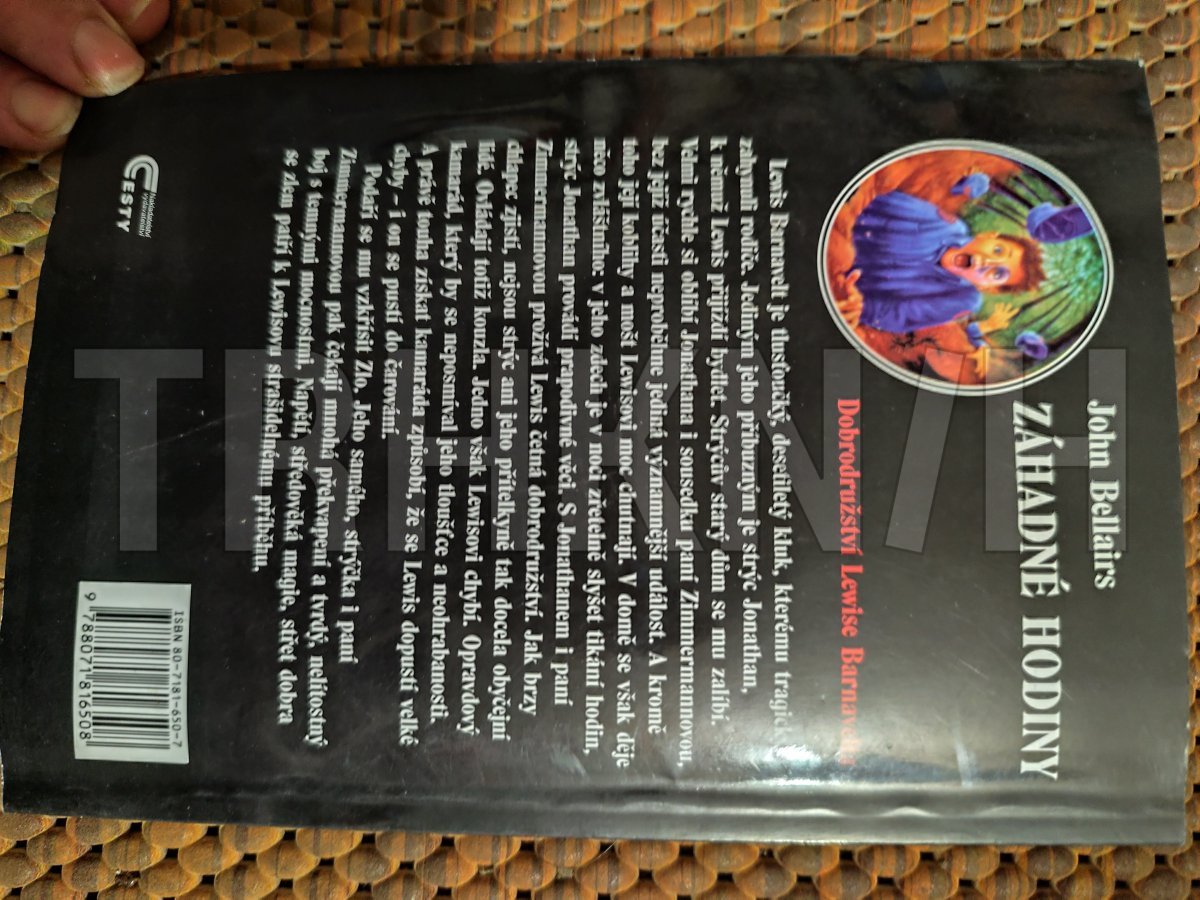 John Bellairs
ZÁHADNÉ HODINY
Dobrodružství Lewise Barnavelta
Lewis Barnavelt je tlusťoučký, desetiletý kluk, kterému tragicky
zahynuli rodiče. Jediným jeho příbuzným je strýc Jonathan,
k němuž Lewis přijíždí bydlet. Strýcův starý dům se mu zalíbí.
Velmi rychle si oblíbí Jonathana i sousedku paní Zimmermannovou,
bez jejíž účasti neproběhne jediná významnější událost. A kromě
toho její koblihy a mošt Lewisovi moc chutnají. V domě se však děje
něco zvláštního: v jeho zdech je v noci zřetelně slyšet tikání hodin,
strýc Jonathan provádí prapodivné věci. S Jonathanem i paní
Zimmermannovou prožívá Lewis četná dobrodružství. Jak brzy
chlapec zjistí, nejsou strýc ani jeho přítelkyně tak docela obyčejní
lidé. Ovládají totiž kouzla. Jedno však Lewisovi chybí. Opravdový
kamarád, který by se neposmíval jeho tloušťce a neohrabanosti.
A právě touha získat kamaráda způsobí, že se Lewis dopustí velké
chyby - i on se pustí do čarování.
Podaří se mu vzkřísit Zlo. Jeho samého, strýčka i paní
Zimmermannovou pak čekají mnohá překvapení a tvrdý, nelítostný
boj s temnými mocnostmi. Napětí, středověká magie, střet dobra
se zlem patří k Lewisovu strašidelnému příběhu.
nakladatelství
CESTY
ISBN 80-7181-650-7
9 788071 816508
TRHKNIH